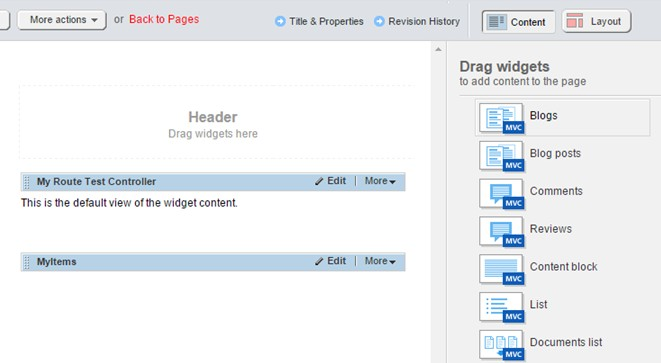 More actions or Back to Pages Title & Properties Revision History Content Layout
Drag widgets
to add content to the page
Header
Drag widgets here
My Route Test Controller Edit More
This is the default view of the widget content.
MyItems Edit More
MVC Blogs
MVC Blog posts
MVC Comments
MVC Reviews
MVC Content block
MVC List
MVC Documents list